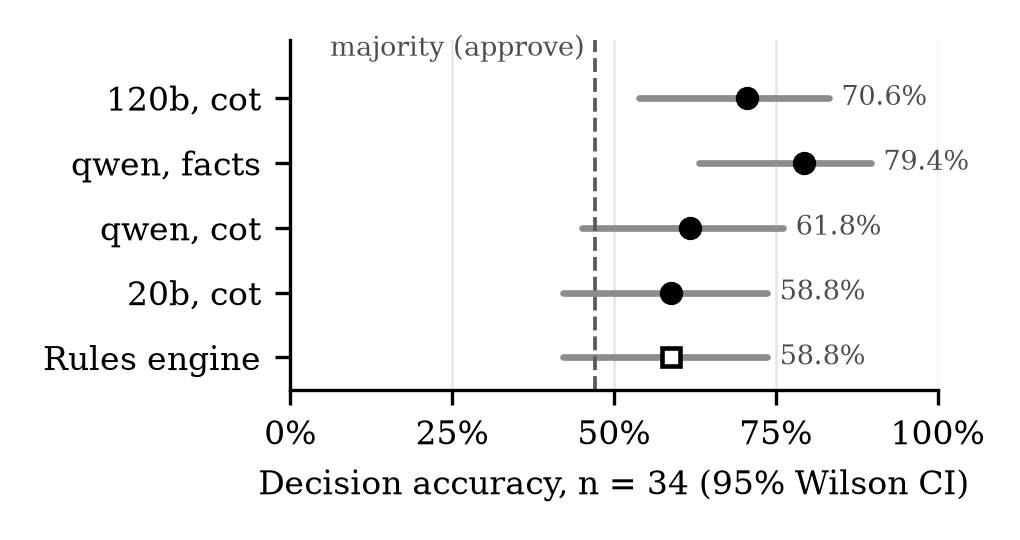 majority (approve)
120b, cot
70.6%
qwen, facts
79.4%
qwen, cot
61.8%
20b, cot
58.8%
Rules engine
58.8%
0%
25%
50%
75%
100%
Decision accuracy, n = 34 (95% Wilson CI)